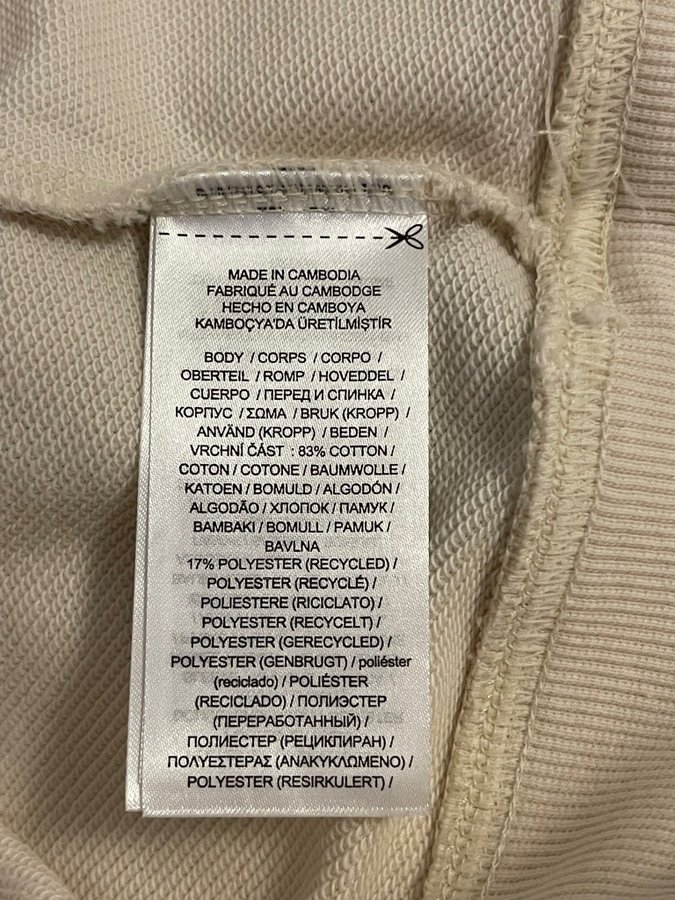 MADE IN CAMBODIA
FABRIQUÉ AU CAMBODGE
HECHO EN CAMBOYA
KAMBOÇYA'DA ÜRETİLMİŞTİR
BODY / CORPS / CORPO /
OBERTEIL / ROMP / HOVEDDEL /
CUERPO / ПЕРЕД И СПИНКА /
КОРПУС / ΣΩΜΑ / BRUK (KROPP) /
ANVÄND (KROPP) / BEDEN /
VRCHNÍ ČÁST : 83% COTTON /
COTON / COTONE / BAUMWOLLE /
KATOEN / BOMULD / ALGODÓN /
ALGODÃO / ХЛОПОК / ПАМУК /
BAMBAKI / BOMULL / PAMUK /
BAVLNA
17% POLYESTER (RECYCLED) /
POLYESTER (RECYCLÉ) /
POLIESTERE (RICICLATO) /
POLYESTER (RECYCELT) /
POLYESTER (GERECYCLED) /
POLYESTER (GENBRUGT) / poliéster
(reciclado) / POLIÉSTER
(RECICLADO) / ПОЛИЭСТЕР
(ПЕРЕРАБОТАННЫЙ) /
ПОЛИЕСТЕР (РЕЦИКЛИРАН) /
ΠΟΛΥΕΣΤΕΡΑΣ (ΑΝΑΚΥΚΛΩΜΕΝΟ) /
POLYESTER (RESIRKULERT) /